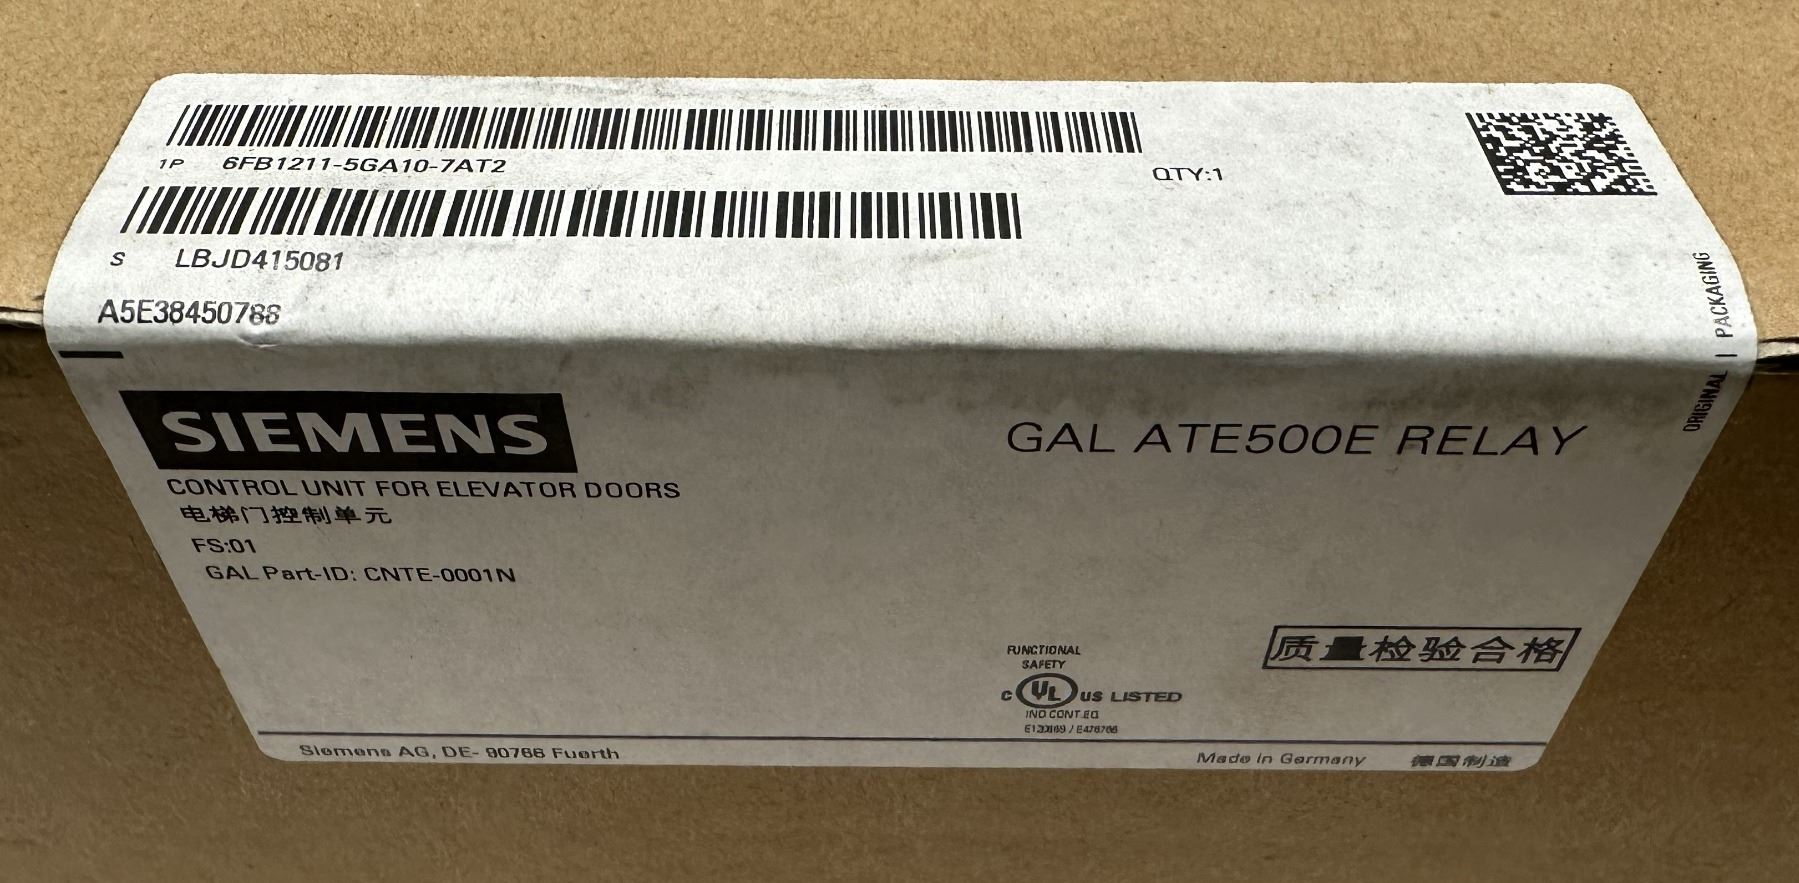 1P 6FB1211-5GA10-7AT2
QTY:1
S LBJD415081
A5E38450788
ORIGINAL | PACKAGING
SIEMENS
GAL ATE500E RELAY
CONTROL UNIT FOR ELEVATOR DOORS
电梯门控制单元
FS:01
GAL Part-ID: CNTE-0001N
FUNCTIONAL
SAFETY
C UL US LISTED
IND CONT EQ
质量检验合格
Siemens AG, DE- 90766 Fuerth
Made in Germany 德国制造